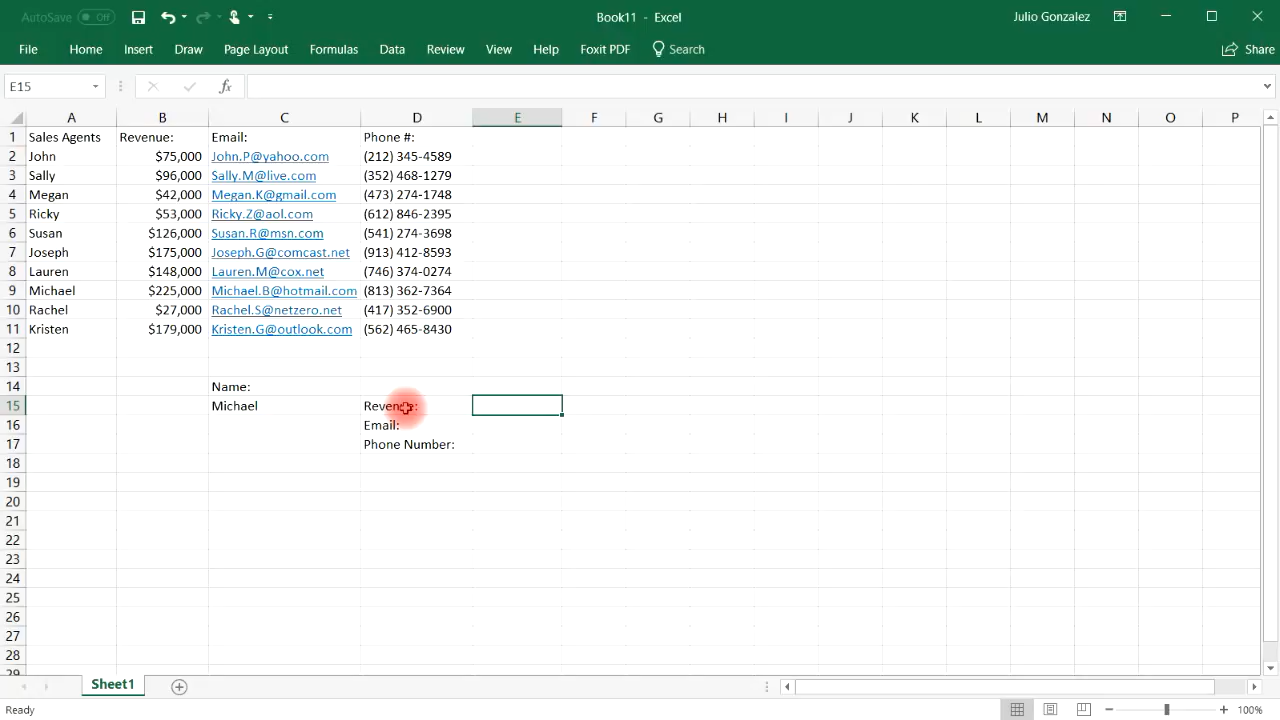 AutoSave Off Book11 - Excel Julio Gonzalez
File Home Insert Draw Page Layout Formulas Data Review View Help Foxit PDF Search Share
E15 fx
A B C D E F G H I J K L M N O P
1 Sales Agents Revenue: Email: Phone #:
2 John $75,000 John.P@yahoo.com (212) 345-4589
3 Sally $96,000 Sally.M@live.com (352) 468-1279
4 Megan $42,000 Megan.K@gmail.com (473) 274-1748
5 Ricky $53,000 Ricky.Z@aol.com (612) 846-2395
6 Susan $126,000 Susan.R@msn.com (541) 274-3698
7 Joseph $175,000 Joseph.G@comcast.net (913) 412-8593
8 Lauren $148,000 Lauren.M@cox.net (746) 374-0274
9 Michael $225,000 Michael.B@hotmail.com (813) 362-7364
10 Rachel $27,000 Rachel.S@netzero.net (417) 352-6900
11 Kristen $179,000 Kristen.G@outlook.com (562) 465-8430
12
13
14 Name:
15 Michael Revenue:
16 Email:
17 Phone Number:
18
19
20
21
22
23
24
25
26
27
28
29
Sheet1
Ready 100%